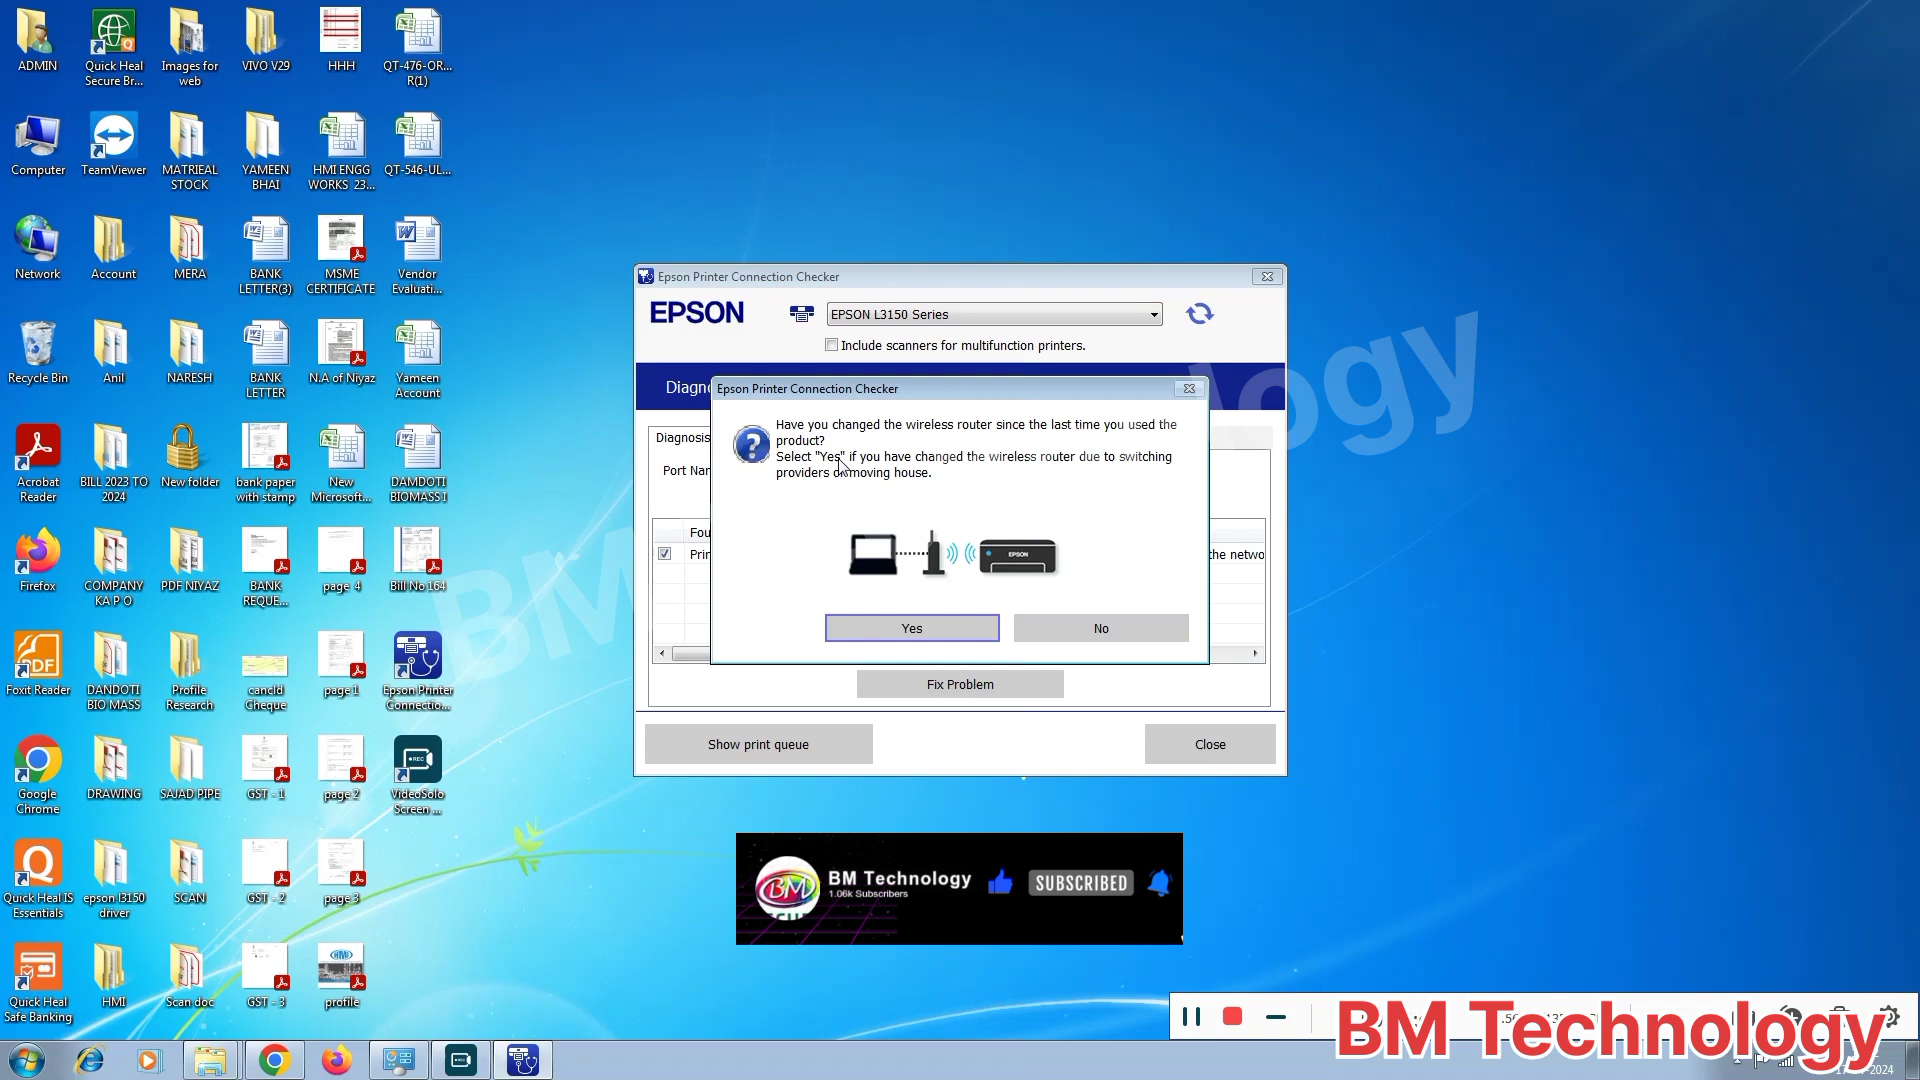 ADMIN
Quick Heal
Secure Br...
Images for
web
VIVO V29
HHH
QT-476-OR...
R(1)
Computer
TeamViewer
MATRIEAL
STOCK
YAMEEN
BHAI
HMI ENGG
WORKS 23...
QT-546-UL...
Network
Account
MERA
BANK
LETTER(3)
MSME
CERTIFICATE
Vendor
Evaluati...
Recycle Bin
Anil
NARESH
BANK
LETTER
N.A of Niyaz
Yameen
Account
Acrobat
Reader
BILL 2023 TO
2024
New folder
bank paper
with stamp
New
Microsoft...
DAMDOTI
BIOMASS I
Firefox
COMPANY
KA P O
PDF NIYAZ
BANK
REQUE...
page 4
Bill No 164
Foxit Reader
DANDOTI
BIO MASS
Profile
Research
cancld
Cheque
page 1
Epson Printer
Connectio...
Google
Chrome
DRAWING
SAJAD PIPE
GST - 1
page 2
VideoSolo
Screen ...
Quick Heal IS
Essentials
epson l3150
driver
SCAN
GST - 2
page 3
Quick Heal
Safe Banking
HMI
Scan doc
GST - 3
profile
Epson Printer Connection Checker
EPSON
EPSON L3150 Series
Include scanners for multifunction printers.
Diagn
Diagnosis
Port Nar
Fou
Prin
the netwo
Epson Printer Connection Checker
Have you changed the wireless router since the last time you used the
product?
Select "Yes" if you have changed the wireless router due to switching
providers or moving house.
EPSON
Yes
No
Fix Problem
Show print queue
Close
BM Technology
1.06k Subscribers
SUBSCRIBED
BM Technology